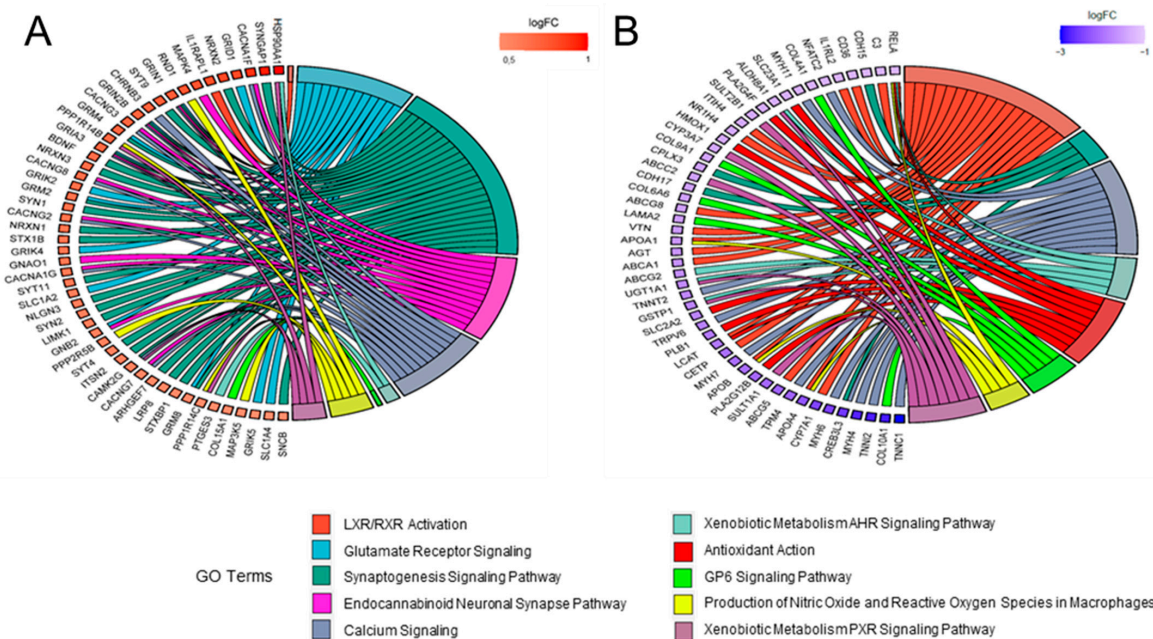 A
logFC
0,5 1
HSP90AA1
SYNGAP1
CACNA1F
GRID1
NRXN2
IL1RAPL1
MAPK4
RND1
GRIN1
SYT9
CHRNB3
GRIN2B
CACNG3
GRM4
PPP1R14B
GRIA3
BDNF
NRXN3
CACNG8
GRIK2
GRM2
SYN1
CACNG2
NRXN1
STX1B
GRIK4
GNAO1
CACNA1G
SYT11
SLC1A2
NLGN3
SYN2
LIMK1
GNB2
PPP2R5B
SYT4
ITSN2
CAMK2G
CACNG7
ARHGEF7
LRP8
STXBP1
GRM8
PPP1R14C
PTGES3
COL15A1
MAP3K5
GRIK5
SLC1A4
SNCB
B
logFC
-3 -1
RELA
C3
CDH15
CD36
IL1RL2
NFATC2
COL4A1
MYH11
SLC23A1
ALDH8A1
PLA2G4F
SULT2B1
ITIH4
NR1H4
HMOX1
CYP3A7
COL9A1
CPLX3
ABCC2
CDH17
COL6A6
ABCG8
LAMA2
VTN
APOA1
AGT
ABCA1
ABCG2
UGT1A1
TNNT2
GSTP1
SLC2A2
TRPV6
PLB1
LCAT
CETP
MYH7
APOB
PLA2G12B
SULT1A1
ABCG5
TPM4
APOA4
CYP7A1
MYH6
CREB3L3
MYH4
TNNI2
COL10A1
TNNC1
GO Terms
LXR/RXR Activation
Glutamate Receptor Signaling
Synaptogenesis Signaling Pathway
Endocannabinoid Neuronal Synapse Pathway
Calcium Signaling
Xenobiotic Metabolism AHR Signaling Pathway
Antioxidant Action
GP6 Signaling Pathway
Production of Nitric Oxide and Reactive Oxygen Species in Macrophages
Xenobiotic Metabolism PXR Signaling Pathway